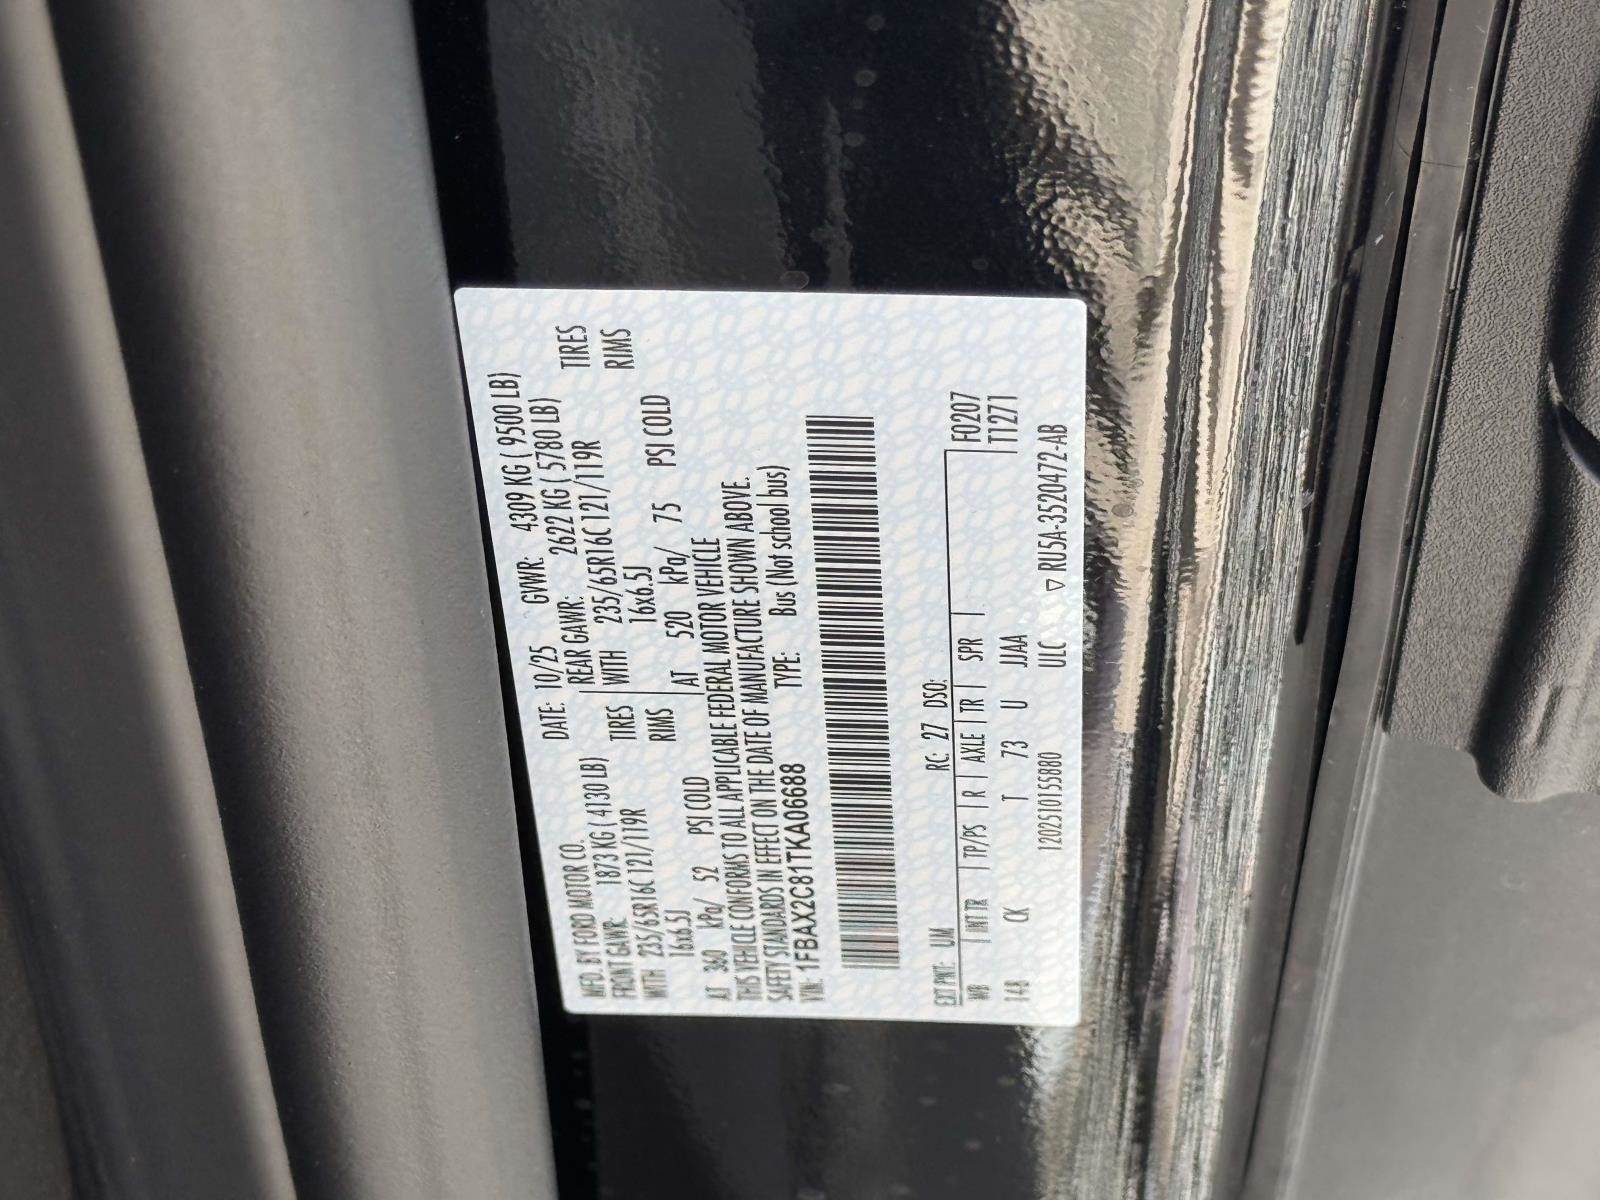 MFD. BY FORD MOTOR CO. DATE: 10/25 GVWR: 4309 KG ( 9500 LB)
FRONT GAWR: 1873 KG ( 4130 LB) REAR GAWR: 2622 KG ( 5780 LB)
WITH 235/65R16C 121/119R TIRES WITH 235/65R16C 121/119R TIRES
16x6.5J RIMS 16x6.5J RIMS
AT 360 kPa/ 52 PSI COLD AT 520 kPa/ 75 PSI COLD
THIS VEHICLE CONFORMS TO ALL APPLICABLE FEDERAL MOTOR VEHICLE
SAFETY STANDARDS IN EFFECT ON THE DATE OF MANUFACTURE SHOWN ABOVE.
VIN: 1FBAX2C81TKA06688 TYPE: Bus (Not school bus)
EXT PNT: UM RC: 27 DSO: F0207
WB INT TR TP/PS R AXLE TR SPR T1271
148 CK T 73 U JJAA
1202510155880 ULC ▽ RU5A-3520472-AB